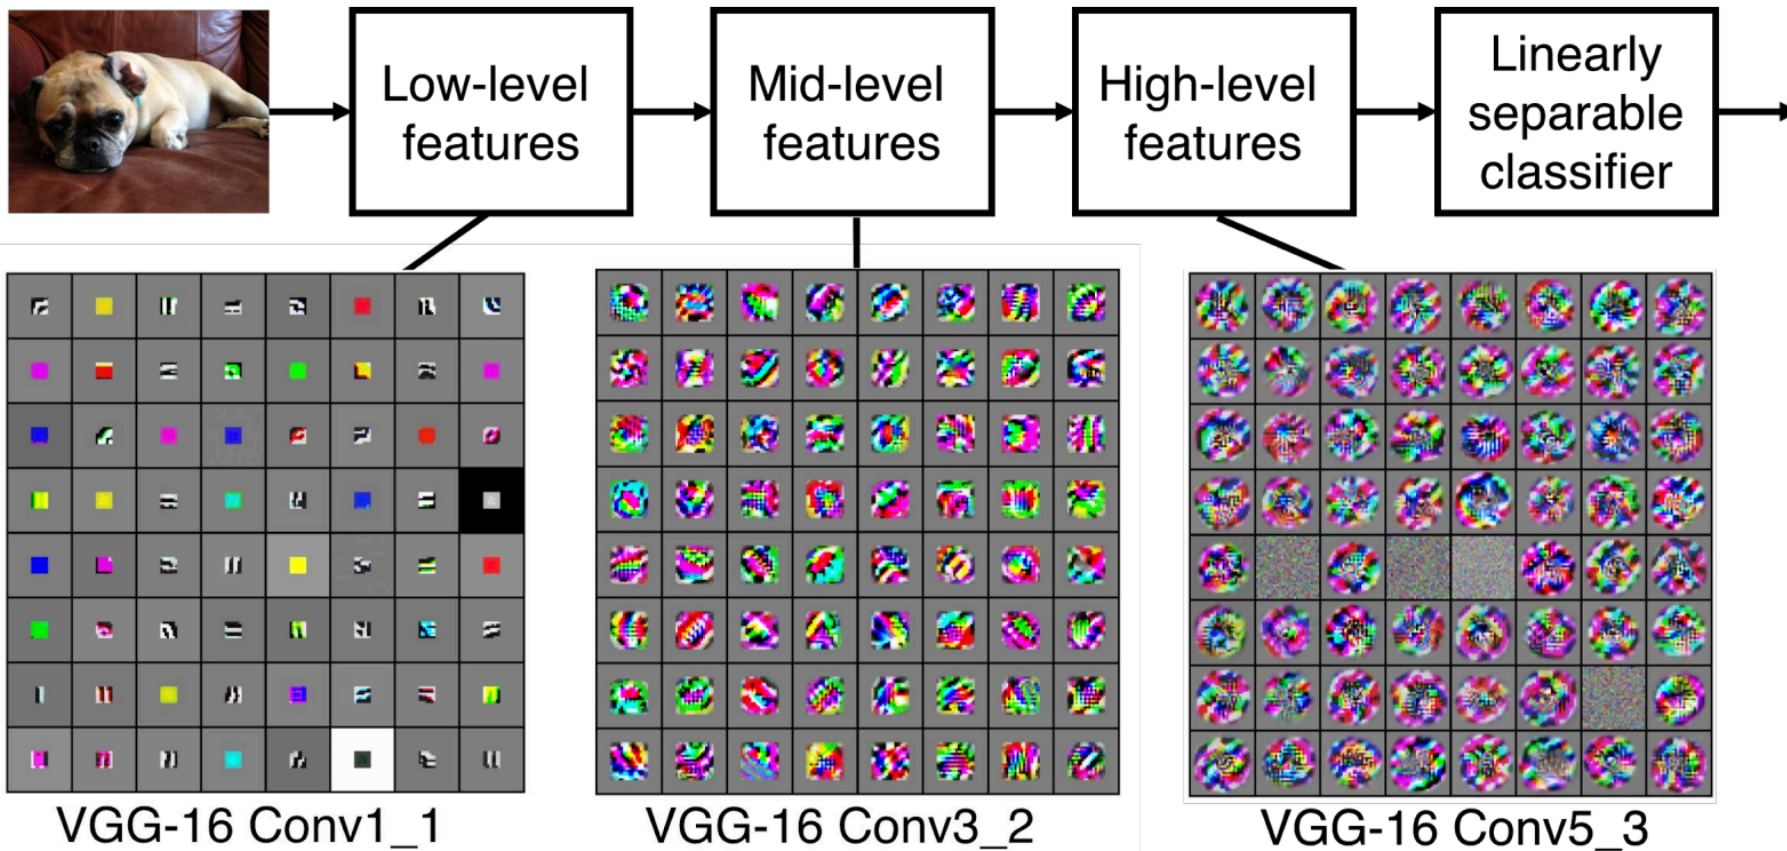 Low-level
features
Mid-level
features
High-level
features
Linearly
separable
classifier
VGG-16 Conv1_1
VGG-16 Conv3_2
VGG-16 Conv5_3